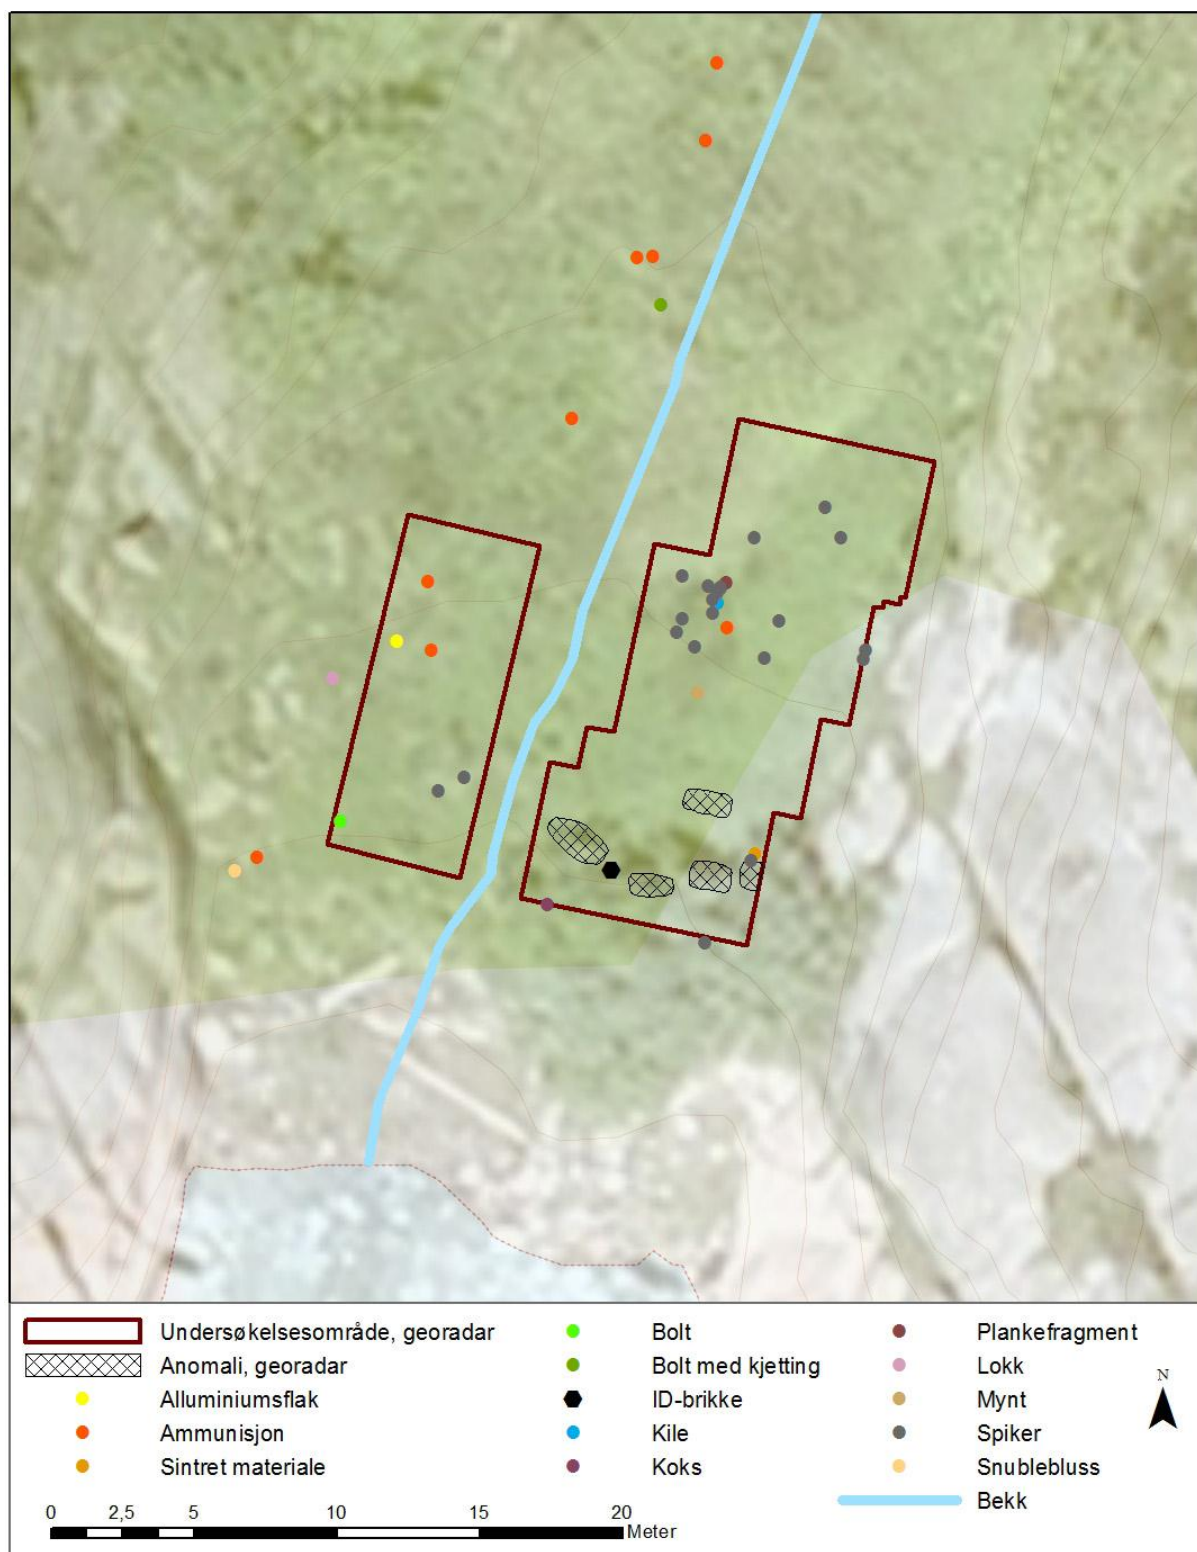 Undersøkelsesområde, georadar
Anomali, georadar
Alluminiumsflak
Ammunisjon
Sintret materiale
Bolt
Bolt med kjetting
ID-brikke
Kile
Koks
Plankefragment
Lokk
Mynt
Spiker
Snublebluss
Bekk
N
0 2,5 5 10 15 20
Meter